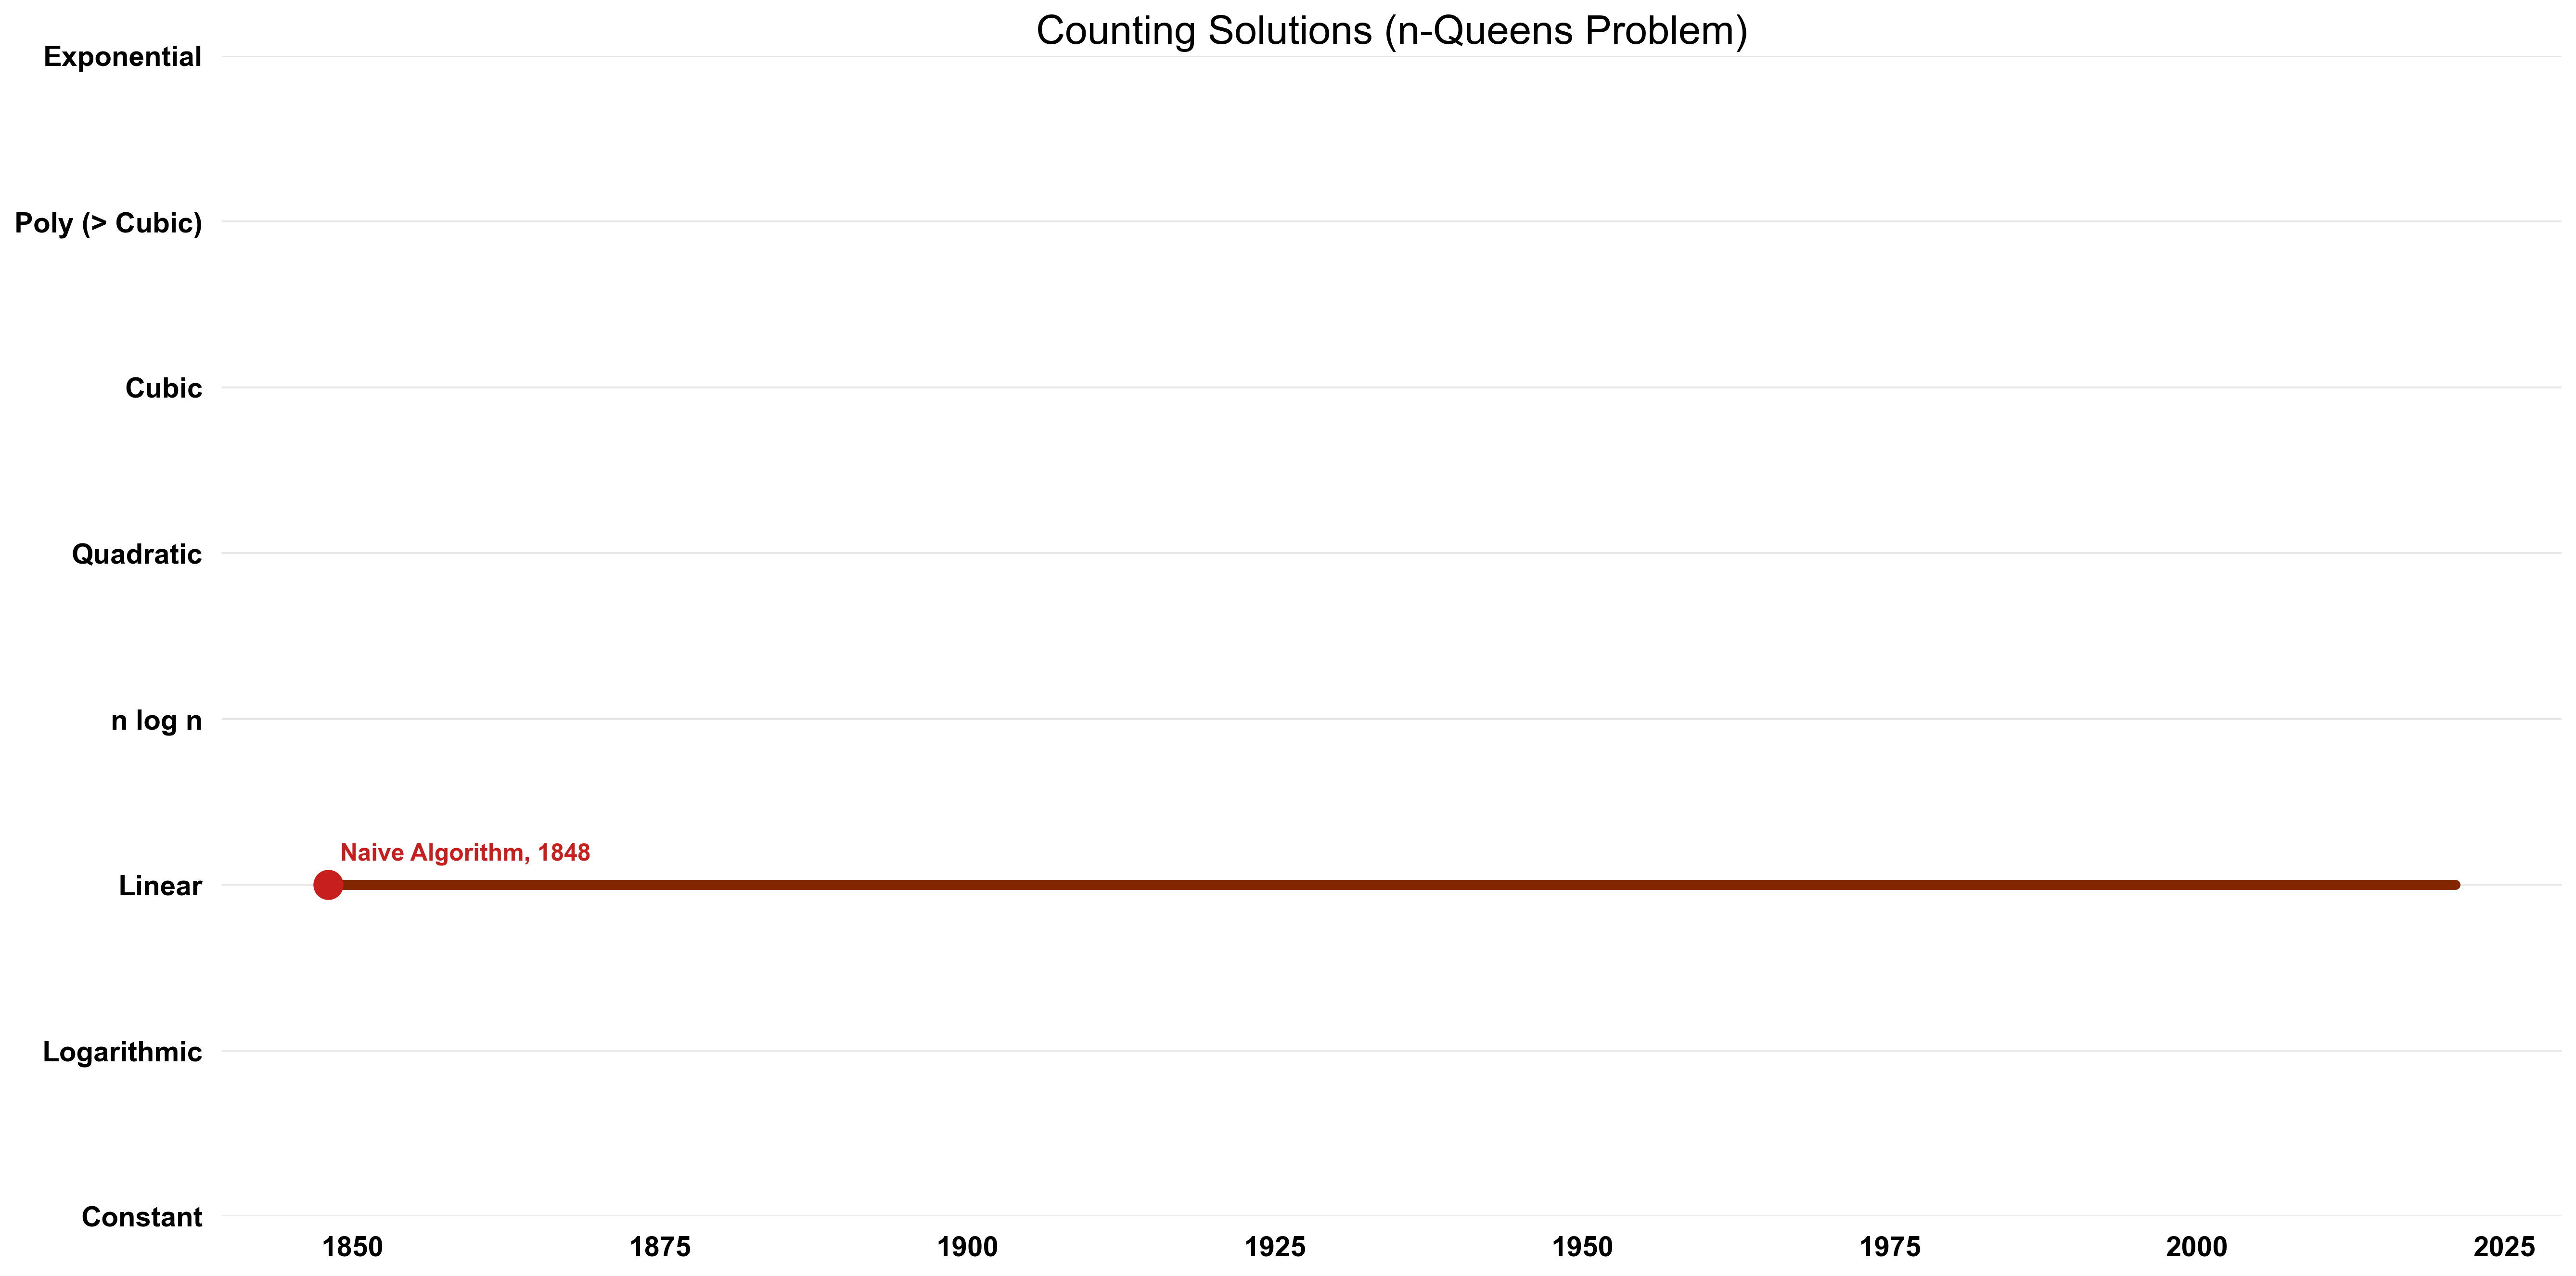 Counting Solutions (n-Queens Problem)
Exponential
Poly (> Cubic)
Cubic
Quadratic
n log n
Naive Algorithm, 1848
Linear
Logarithmic
Constant
1850 1875 1900 1925 1950 1975 2000 2025